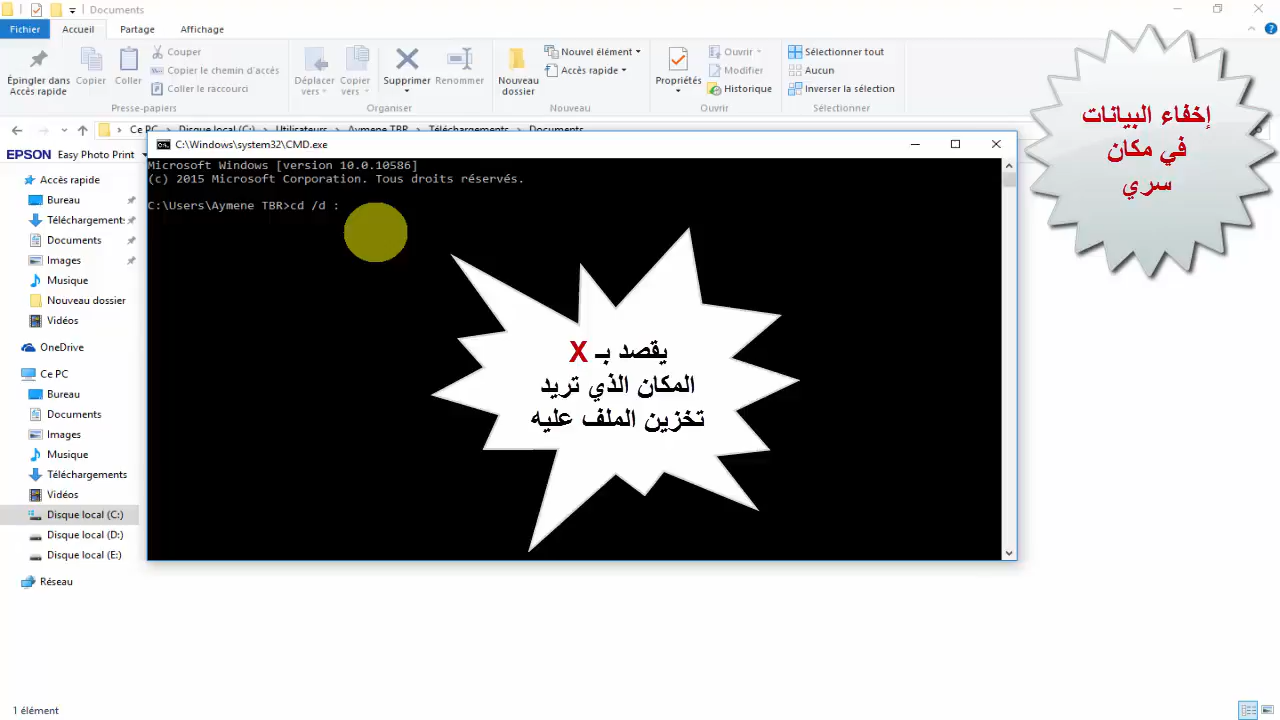 Documents
Fichier
Accueil
Partage
Affichage
Épingler dans
Accès rapide
Copier
Coller
Couper
Copier le chemin d'accès
Coller le raccourci
Presse-papiers
Déplacer
vers
Copier
vers
Supprimer
Renommer
Organiser
Nouveau
dossier
Nouvel élément
Accès rapide
Nouveau
Propriétés
Ouvrir
Modifier
Historique
Ouvrir
Sélectionner tout
Aucun
Inverser la sélection
Sélectionner
إخفاء البيانات
في مكان
سري
Ce PC > Disque local (C:) > Utilisateurs > Aymene TBR > Téléchargements > Documents
EPSON Easy Photo Print
C:\Windows\system32\CMD.exe
Microsoft Windows [version 10.0.10586]
(c) 2015 Microsoft Corporation. Tous droits réservés.
C:\Users\Aymene TBR>cd /d :
يقصد بـ X
المكان الذي تريد
تخزين الملف عليه
Accès rapide
Bureau
Téléchargements
Documents
Images
Musique
Nouveau dossier
Vidéos
OneDrive
Ce PC
Bureau
Documents
Images
Musique
Téléchargements
Vidéos
Disque local (C:)
Disque local (D:)
Disque local (E:)
Réseau
1 élément